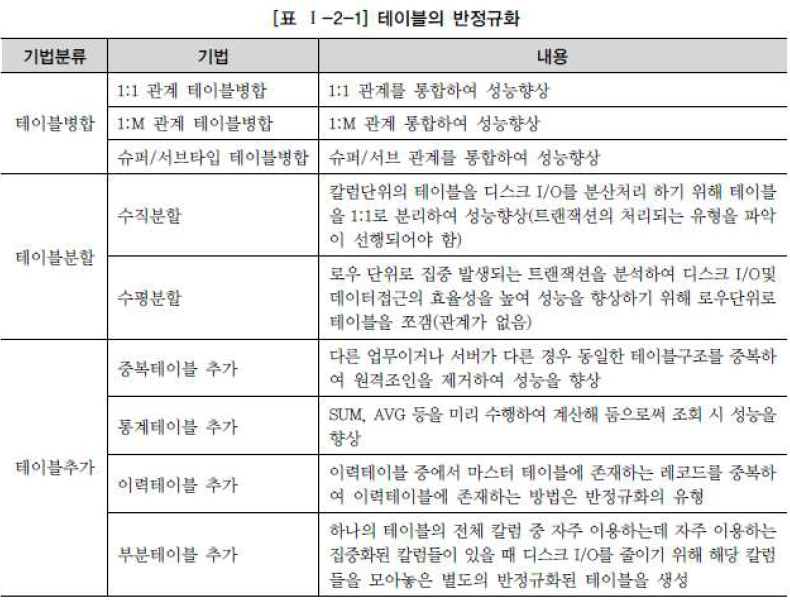 [표 Ⅰ-2-1] 테이블의 반정규화
기법분류 기법 내용
테이블병합
1:1 관계 테이블병합 1:1 관계를 통합하여 성능향상
1:M 관계 테이블병합 1:M 관계 통합하여 성능향상
슈퍼/서브타입 테이블병합 슈퍼/서브 관계를 통합하여 성능향상
테이블분할
수직분할
칼럼단위의 테이블을 디스크 I/O를 분산처리 하기 위해 테이블
을 1:1로 분리하여 성능향상(트랜잭션의 처리되는 유형을 파악
이 선행되어야 함)
수평분할
로우 단위로 집중 발생되는 트랜잭션을 분석하여 디스크 I/O및
데이터접근의 효율성을 높여 성능을 향상하기 위해 로우단위로
테이블을 쪼갬(관계가 없음)
테이블추가
중복테이블 추가
다른 업무이거나 서버가 다른 경우 동일한 테이블구조를 중복하
여 원격조인을 제거하여 성능을 향상
통계테이블 추가
SUM, AVG 등을 미리 수행하여 계산해 둠으로써 조회 시 성능을
향상
이력테이블 추가
이력테이블 중에서 마스터 테이블에 존재하는 레코드를 중복하
여 이력테이블에 존재하는 방법은 반정규화의 유형
부분테이블 추가
하나의 테이블의 전체 칼럼 중 자주 이용하는데 자주 이용하는
집중화된 칼럼들이 있을 때 디스크 I/O를 줄이기 위해 해당 칼럼
들을 모아놓은 별도의 반정규화된 테이블을 생성